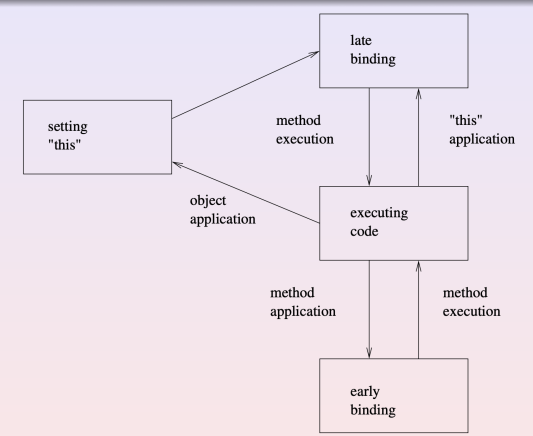 late
binding
setting
"this"
method
execution
"this"
application
object
application
executing
code
method
application
method
execution
early
binding